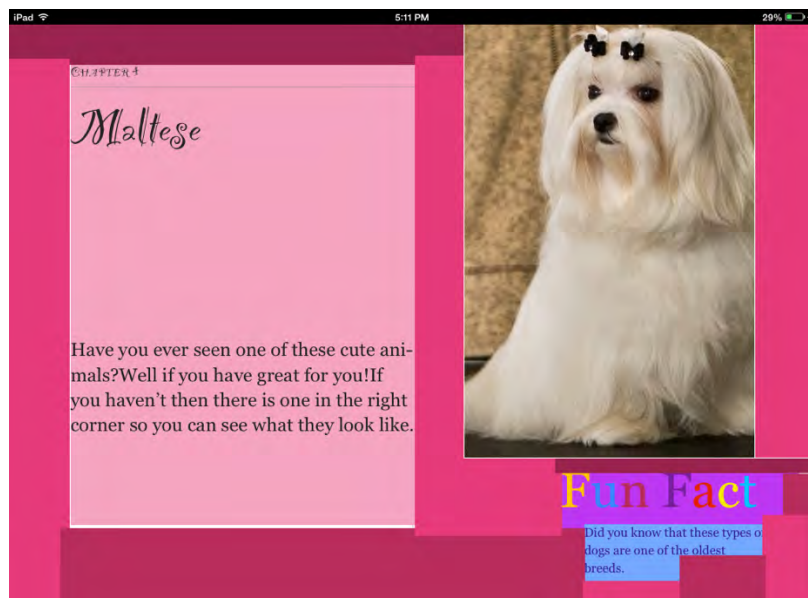 iPad 5:11 PM 29%
CHAPTER 4
Maltese
Have you ever seen one of these cute ani-
mals?Well if you have great for you!If
you haven't then there is one in the right
corner so you can see what they look like.
Fun Fact
Did you know that these types o
dogs are one of the oldest
breeds.